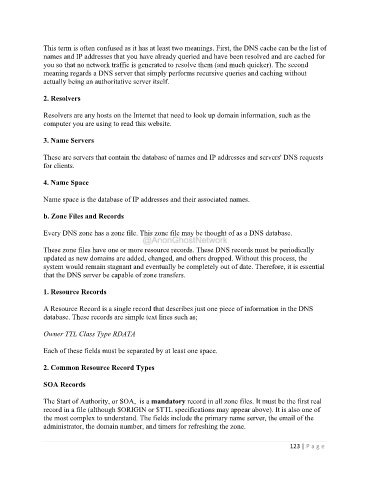 This term is often confused as it has at least two meanings. First, the DNS cache can be the list of
names and IP addresses that you have already queried and have been resolved and are cached for
you so that no network traffic is generated to resolve them (and much quicker). The second
meaning regards a DNS server that simply performs recursive queries and caching without
actually being an authoritative server itself.
2. Resolvers
Resolvers are any hosts on the Internet that need to look up domain information, such as the
computer you are using to read this website.
3. Name Servers
These are servers that contain the database of names and IP addresses and servers' DNS requests
for clients.
4. Name Space
Name space is the database of IP addresses and their associated names.
b. Zone Files and Records
Every DNS zone has a zone file. This zone file may be thought of as a DNS database.
@AnonGhostNetwork
These zone files have one or more resource records. These DNS records must be periodically
updated as new domains are added, changed, and others dropped. Without this process, the
system would remain stagnant and eventually be completely out of date. Therefore, it is essential
that the DNS server be capable of zone transfers.
1. Resource Records
A Resource Record is a single record that describes just one piece of information in the DNS
database. These records are simple text lines such as;
Owner TTL Class Type RDATA
Each of these fields must be separated by at least one space.
2. Common Resource Record Types
SOA Records
The Start of Authority, or SOA, is a mandatory record in all zone files. It must be the first real
record in a file (although $ORIGIN or $TTL specifications may appear above). It is also one of
the most complex to understand. The fields include the primary name server, the email of the
administrator, the domain number, and timers for refreshing the zone.
123 | P a g e